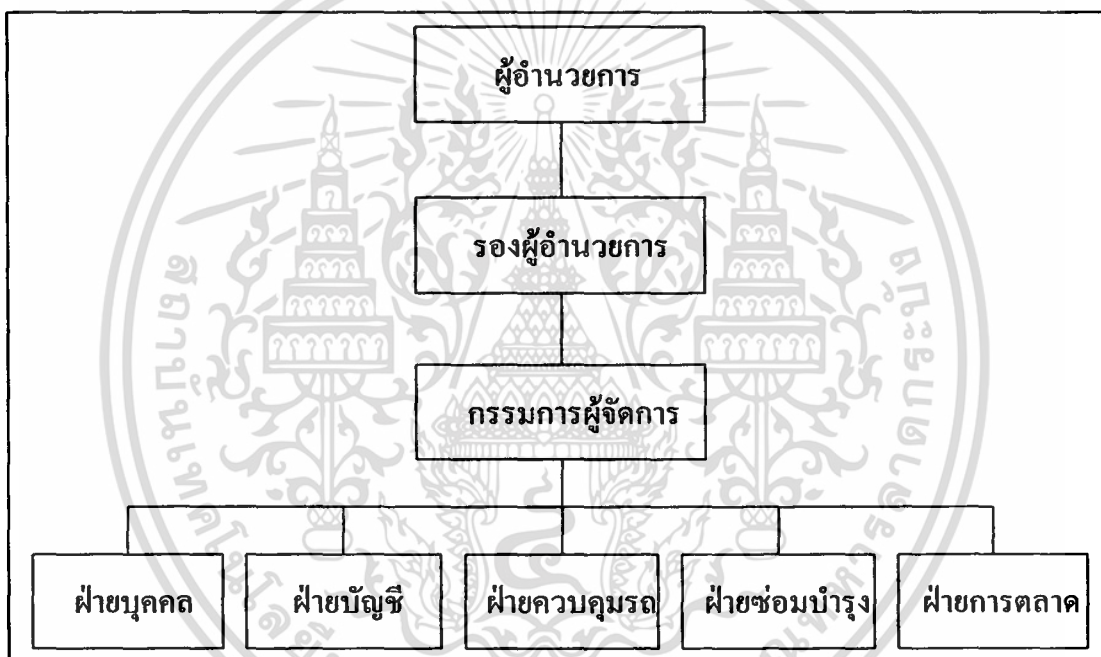 ผู้อำนวยการ
รองผู้อำนวยการ
กรรมการผู้จัดการ
ฝ่ายบุคคล
ฝ่ายบัญชี
ฝ่ายควบคุมรถ
ฝ่ายซ่อมบำรุง
ฝ่ายการตลาด